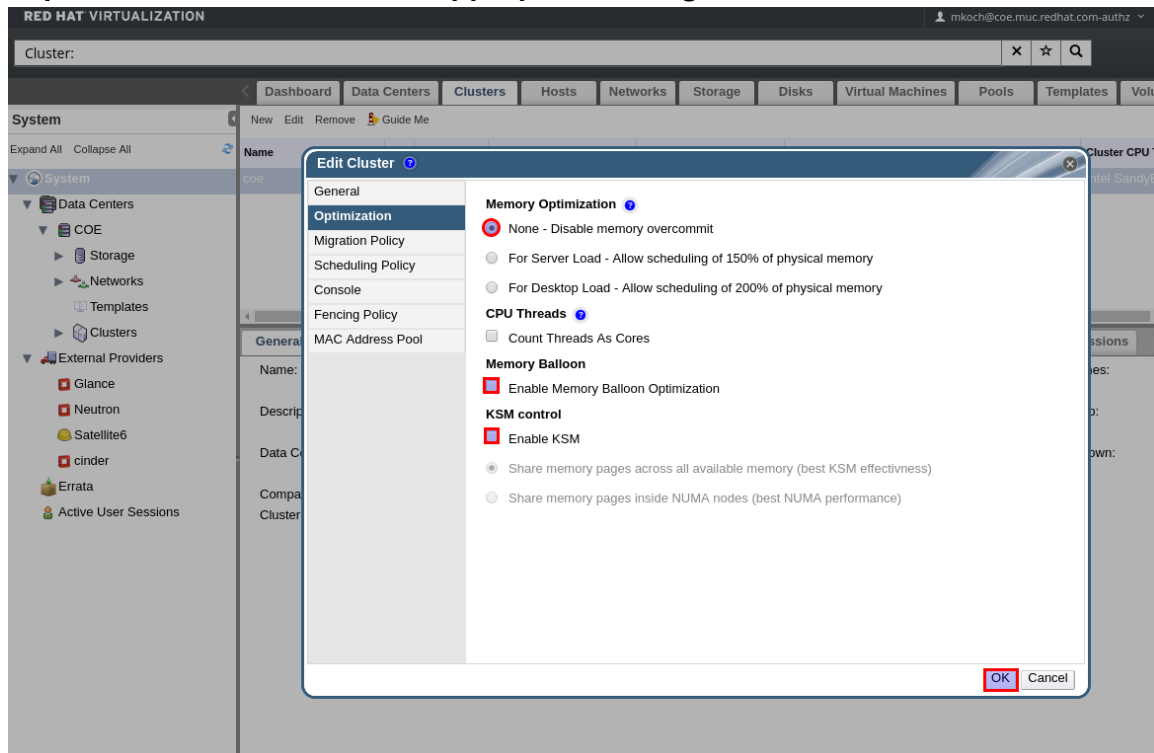 RED HAT VIRTUALIZATION
mkoch@coe.muc.redhat.com-authz
Cluster:
Dashboard Data Centers Clusters Hosts Networks Storage Disks Virtual Machines Pools Templates
System
New Edit Remove Guide Me
Expand All Collapse All
Name
Cluster CPU
System
coe
Data Centers
COE
Storage
Networks
Templates
Clusters
External Providers
Glance
Neutron
Satellite6
cinder
Errata
Active User Sessions
Name:
Cluster
Edit Cluster
General
Optimization
Migration Policy
Scheduling Policy
Console
Fencing Policy
MAC Address Pool
Memory Optimization
None - Disable memory overcommit
For Server Load - Allow scheduling of 150% of physical memory
For Desktop Load - Allow scheduling of 200% of physical memory
CPU Threads
Count Threads As Cores
Memory Balloon
Enable Memory Balloon Optimization
KSM control
Enable KSM
Share memory pages across all available memory (best KSM effectivness)
Share memory pages inside NUMA nodes (best NUMA performance)
OK Cancel